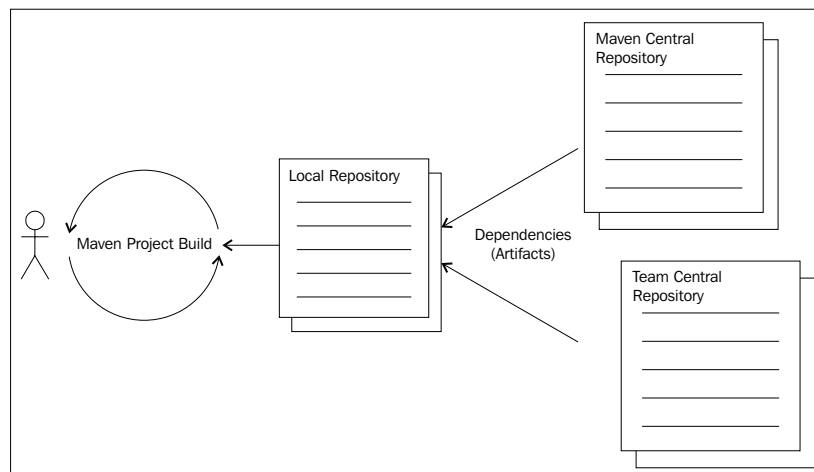 Maven Central
Repository
Local Repository
Maven Project Build
Dependencies
(Artifacts)
Team Central
Repository